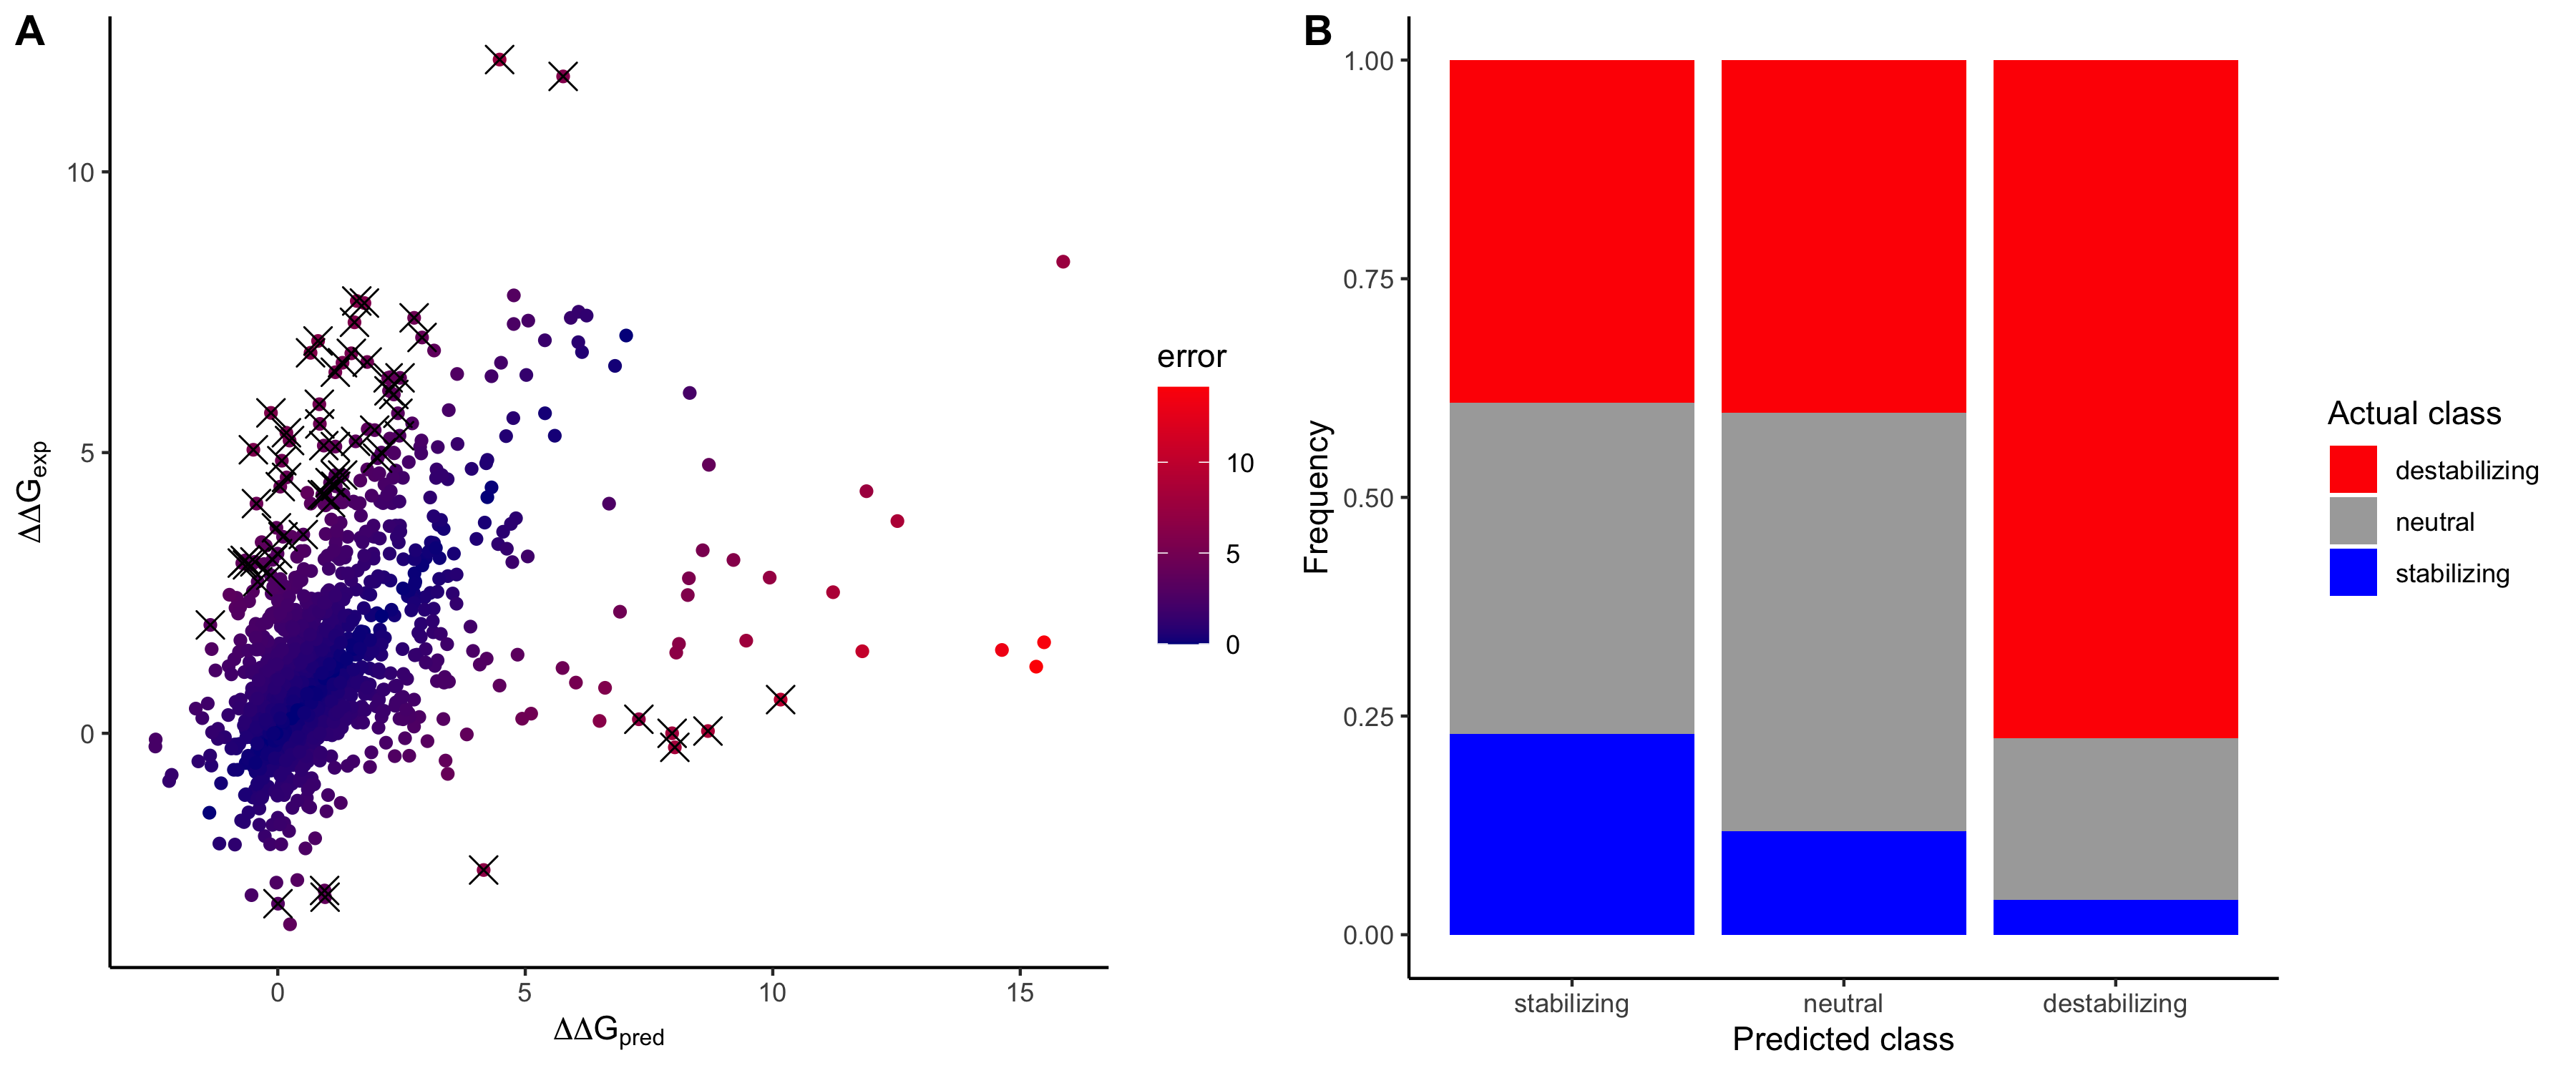 A
10
5
0
ΔΔGexp
0
5
10
15
ΔΔGpred
error
10
5
0
B
1.00
0.75
0.50
0.25
0.00
Frequency
stabilizing
neutral
destabilizing
Predicted class
Actual class
destabilizing
neutral
stabilizing